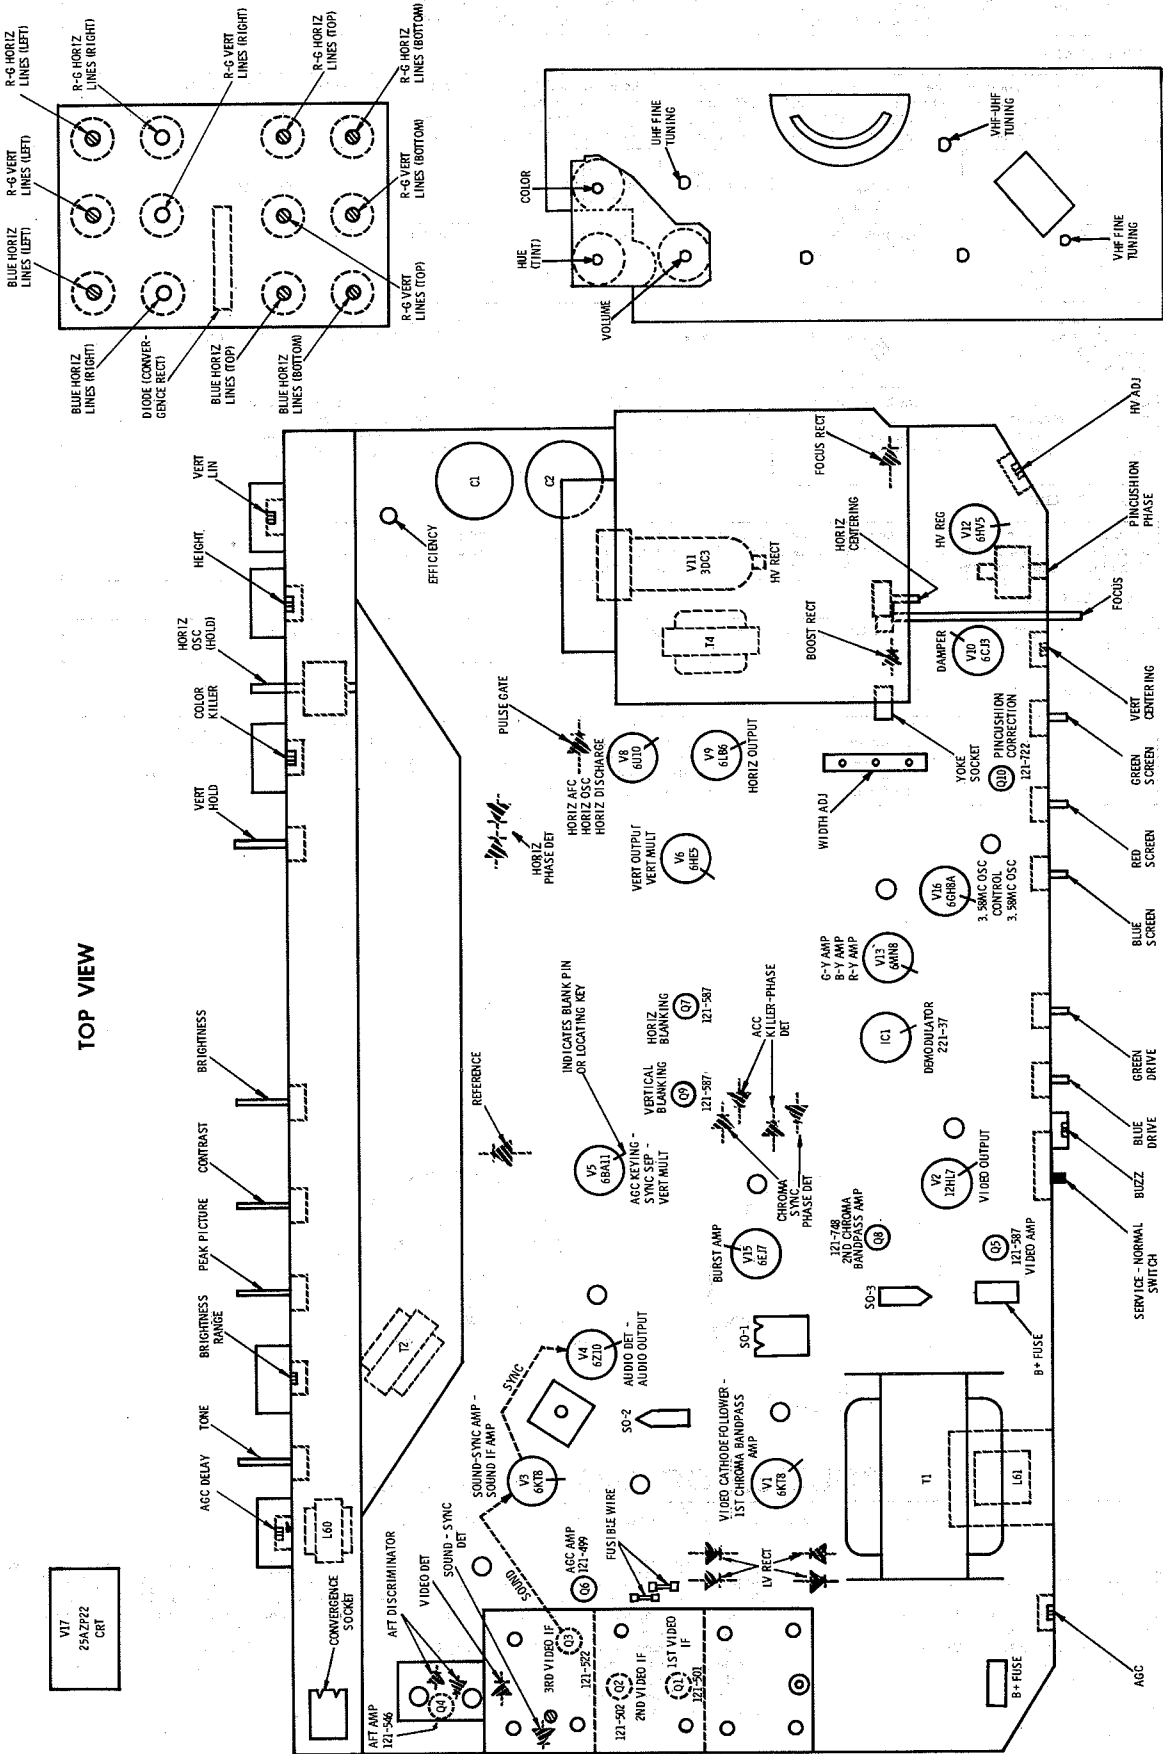 TOP VIEW
V17
25AZP22
CRT
AGC DELAY
TONE
BRIGHTNESS
RANGE
PEAK PICTURE
CONTRAST
BRIGHTNESS
VERT
HOLD
COLOR
KILLER
HORIZ
OSC
(HOLD)
HEIGHT
VERT
LIN
CONVERGENCE
SOCKET
L60
T2
EFFICIENCY
C1
C2
AFT AMP
121-546
Q4
AFT DISCRIMINATOR
VIDEO DET
SOUND - SYNC
DET
SOUND-SYNC AMP -
SOUND IF AMP
V3
6KT8
SOUND
SYNC
V4
6Z10
AUDIO DET -
AUDIO OUTPUT
REFERENCE
V5
6BA11
AGC KEYING -
SYNC SEP -
VERT MULT
INDICATES BLANK PIN
OR LOCATING KEY
HORIZ
PHASE DET
PULSE GATE
HORIZ AFC
HORIZ OSC
HORIZ DISCHARGE
V8
6U10
V9
6LB6
HORIZ OUTPUT
VERT OUTPUT
VERT MULT
V6
6HE5
V11
3DC3
HV RECT
T4
3RD VIDEO IF
Q3
121-522
121-502
Q2
2ND VIDEO IF
Q1
1ST VIDEO
IF
121-501
AGC AMP
Q6
121-499
FUSIBLE WIRE
SO-2
LV RECT
VIDEO CATHODE FOLLOWER -
1ST CHROMA BANDPASS
AMP
V1
6KT8
SO-1
BURST AMP
V15
6EJ7
CHROMA
SYNC
PHASE DET
ACC
KILLER-PHASE
DET
VERTICAL
BLANKING
Q9
121-587
HORIZ
BLANKING
Q7
121-587
SO-3
121-748
2ND CHROMA
BANDPASS AMP
Q8
Q5
121-587
VIDEO AMP
V2
12HL7
VIDEO OUTPUT
IC1
DEMODULATOR
221-37
G-Y AMP
B-Y AMP
R-Y AMP
V13
6MN8
V16
6GH8A
3.58MC OSC
CONTROL
3.58MC OSC
WIDTH ADJ
YOKE
SOCKET
Q10
PINCUSHION
CORRECTION
121-722
BOOST RECT
FOCUS RECT
HORIZ
CENTERING
DAMPER
V10
6CJ3
HV REG
V12
6HV5
T1
L61
B+ FUSE
B+ FUSE
AGC
SERVICE - NORMAL
SWITCH
BUZZ
BLUE
DRIVE
GREEN
DRIVE
BLUE
SCREEN
RED
SCREEN
GREEN
SCREEN
VERT
CENTERING
FOCUS
PINCUSHION
PHASE
HV ADJ
BLUE HORIZ
LINES (LEFT)
R-G VERT
LINES (LEFT)
R-G HORIZ
LINES (LEFT)
BLUE HORIZ
LINES (RIGHT)
R-G HORIZ
LINES (RIGHT)
R-G VERT
LINES (RIGHT)
DIODE (CONVER-
GENCE RECT)
BLUE HORIZ
LINES (TOP)
R-G HORIZ
LINES (TOP)
BLUE HORIZ
LINES (BOTTOM)
R-G VERT
LINES (TOP)
R-G VERT
LINES (BOTTOM)
R-G HORIZ
LINES (BOTTOM)
HUE
(TINT)
COLOR
VOLUME
UHF FINE
TUNING
VHF-UHF
TUNING
VHF FINE
TUNING